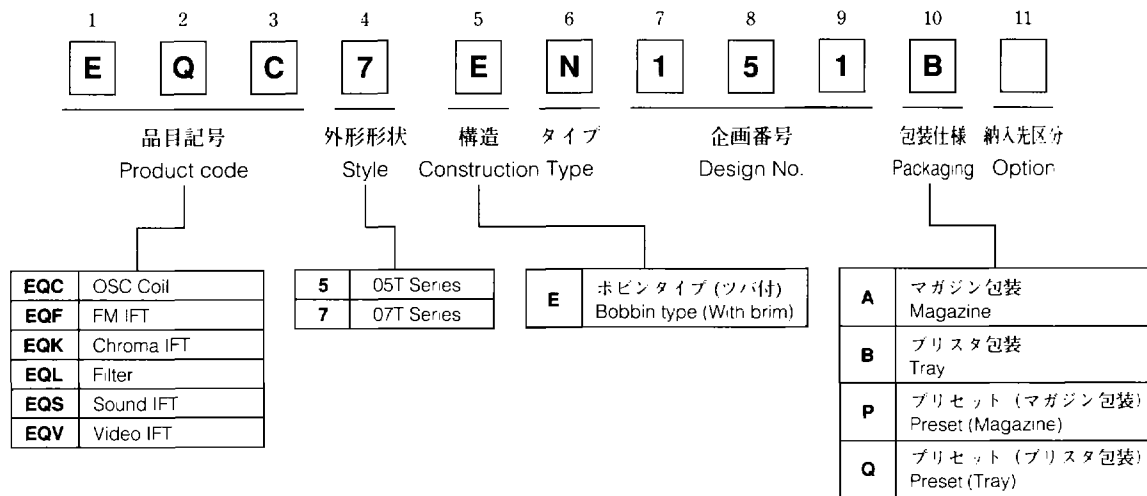 1 2 3 4 5 6 7 8 9 10 11
E Q C 7 E N 1 5 1 B
品目記号 外形形状 構造 タイプ 企画番号 包装仕様 納入先区分
Product code Style Construction Type Design No. Packaging Option
EQC OSC Coil
EQF FM IFT
EQK Chroma IFT
EQL Filter
EQS Sound IFT
EQV Video IFT
5 05T Series
7 07T Series
E ボビンタイプ (ツバ付)
Bobbin type (With brim)
A マガジン包装
Magazine
B ブリスタ包装
Tray
P プリセット (マガジン包装)
Preset (Magazine)
Q プリセット (ブリスタ包装)
Preset (Tray)